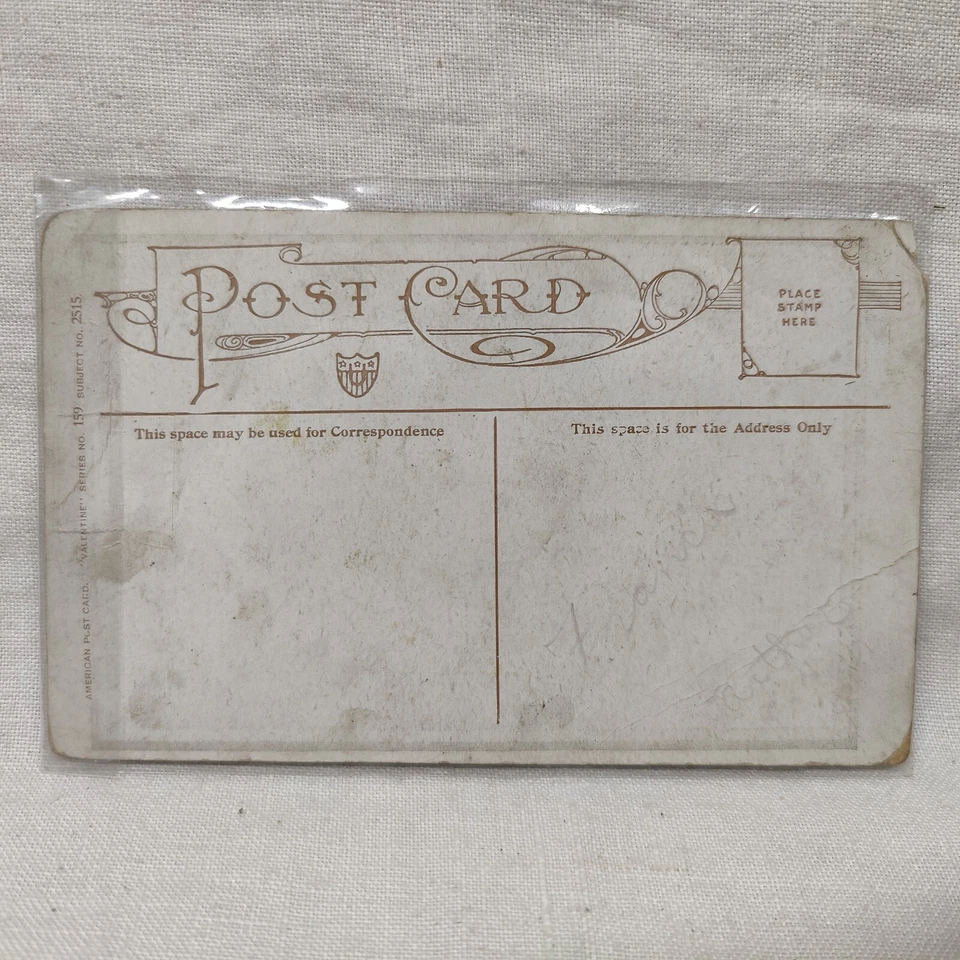 POST CARD
PLACE
STAMP
HERE
This space may be used for Correspondence
This space is for the Address Only
AMERICAN POST CARD. "VALENTINE" SERIES NO. 159 SUBJECT NO. 2515.